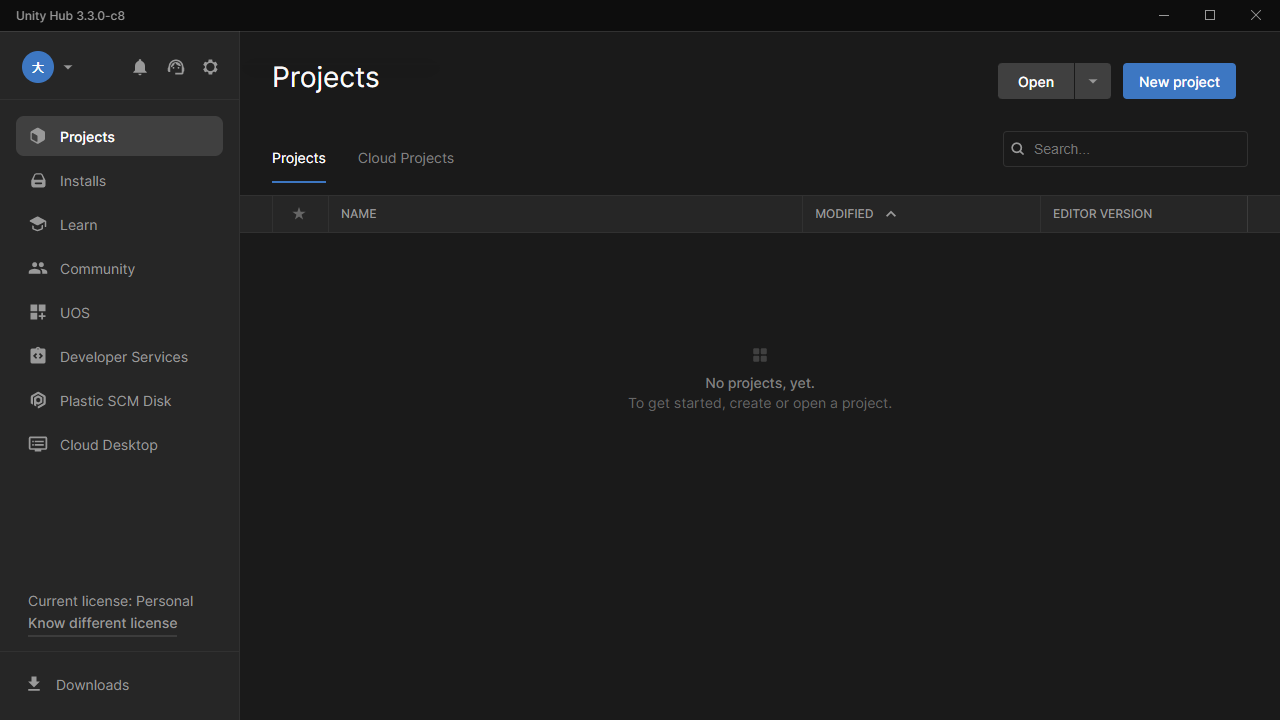 Unity Hub 3.3.0-c8
大
Projects
Open
New project
Projects
Installs
Learn
Community
UOS
Developer Services
Plastic SCM Disk
Cloud Desktop
Projects
Cloud Projects
Search...
NAME
MODIFIED
EDITOR VERSION
No projects, yet.
To get started, create or open a project.
Current license: Personal
Know different license
Downloads